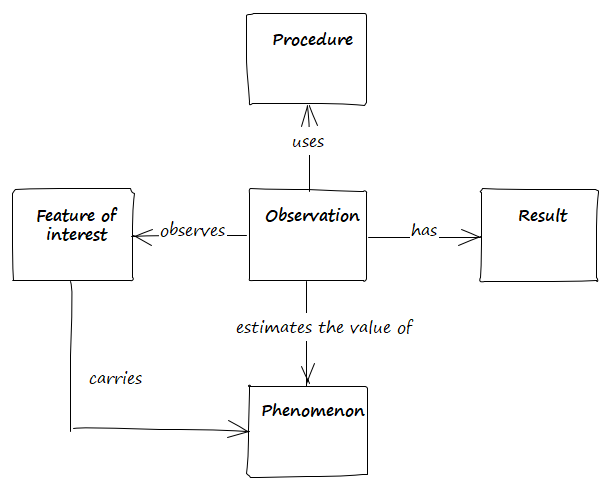 Procedure
uses
Feature of
interest
observes
Observation
has
Result
estimates the value of
carries
Phenomenon